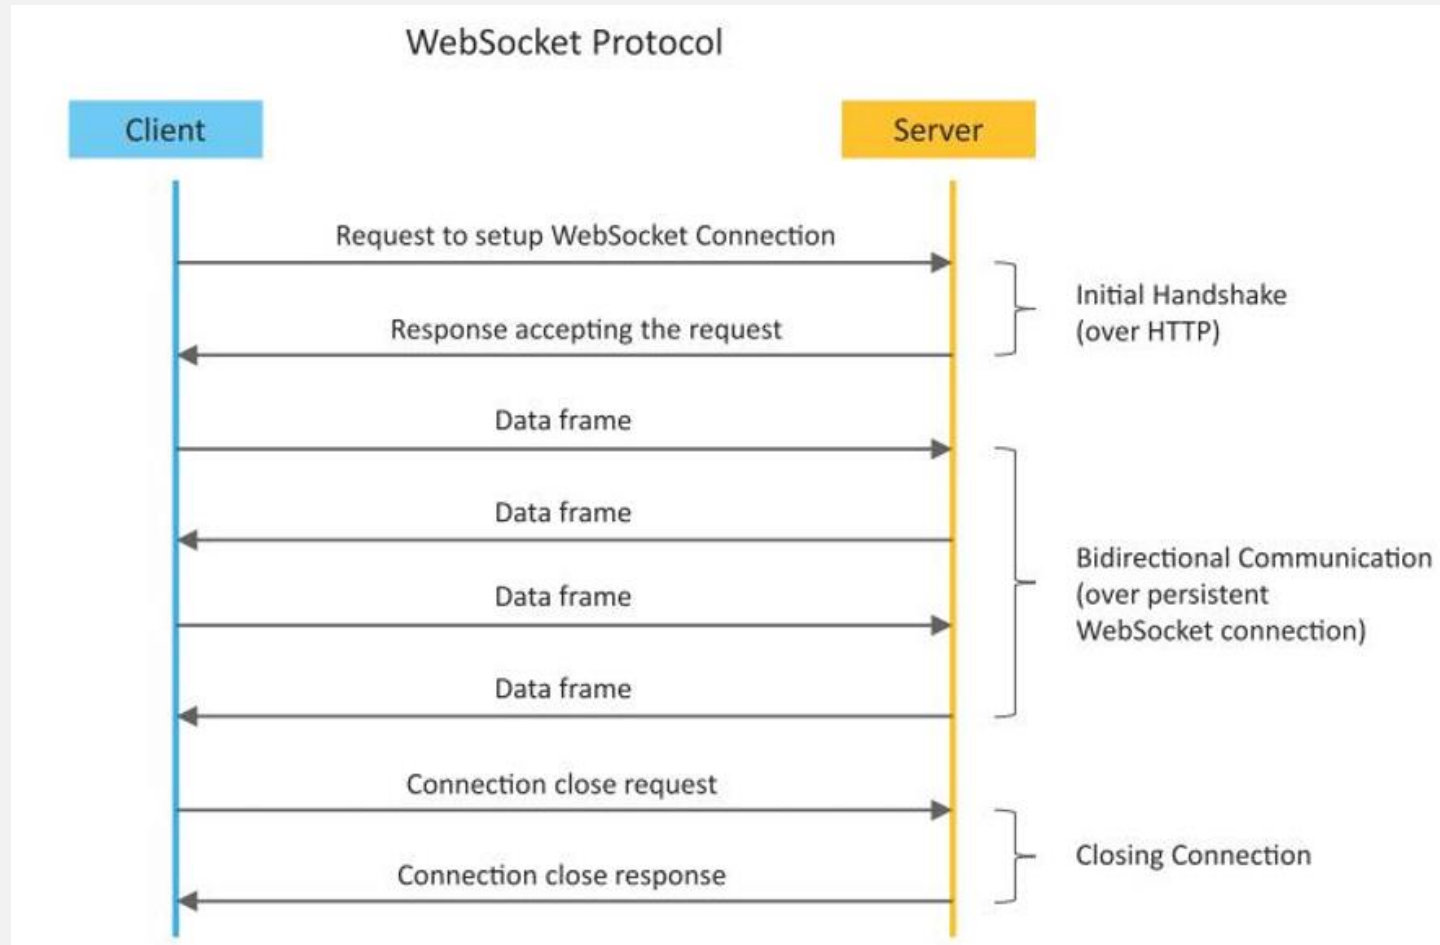 WebSocket Protocol
Client
Server
Request to setup WebSocket Connection
Response accepting the request
Initial Handshake
(over HTTP)
Data frame
Data frame
Data frame
Data frame
Bidirectional Communication
(over persistent
WebSocket connection)
Connection close request
Connection close response
Closing Connection